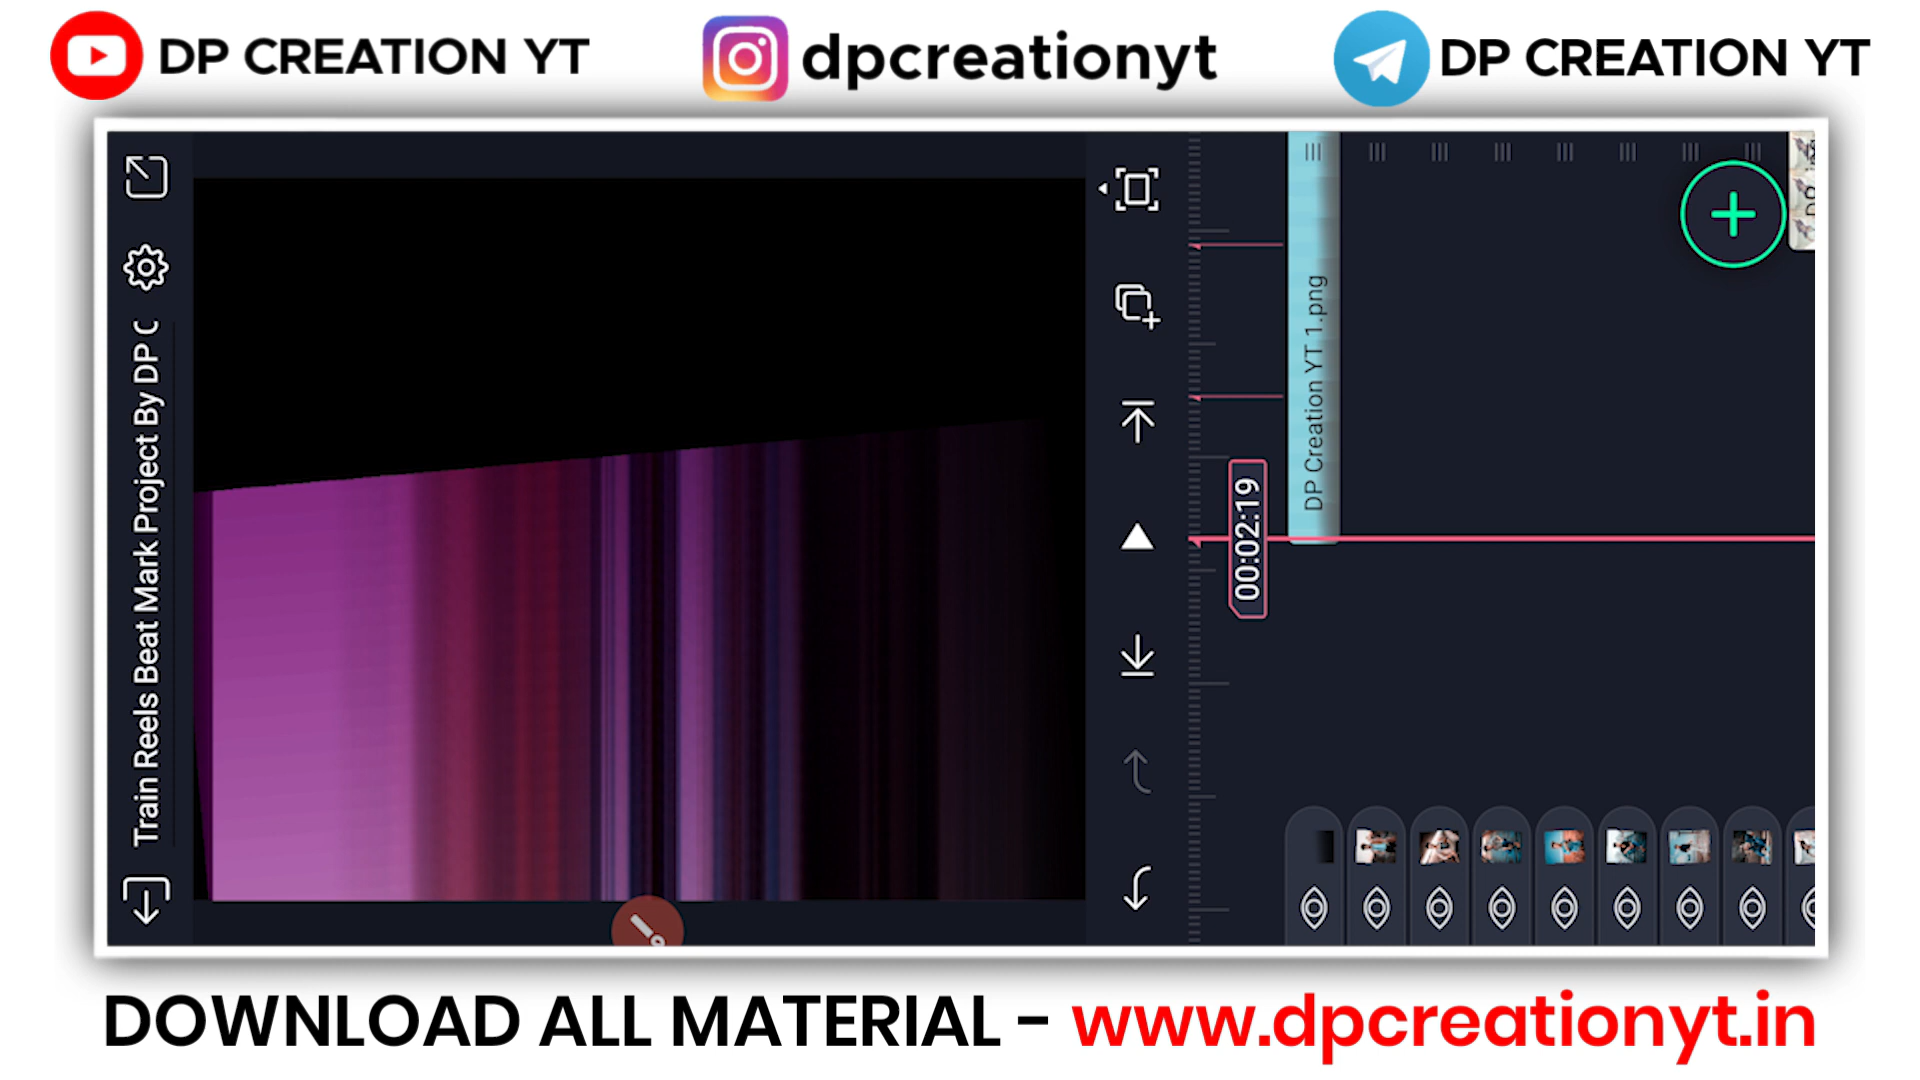 DP CREATION YT
dpcreationyt
DP CREATION YT
Train Reels Beat Mark Project By DP C
00:02:19
DP Creation YT 1.png
DOWNLOAD ALL MATERIAL - www.dpcreationyt.in